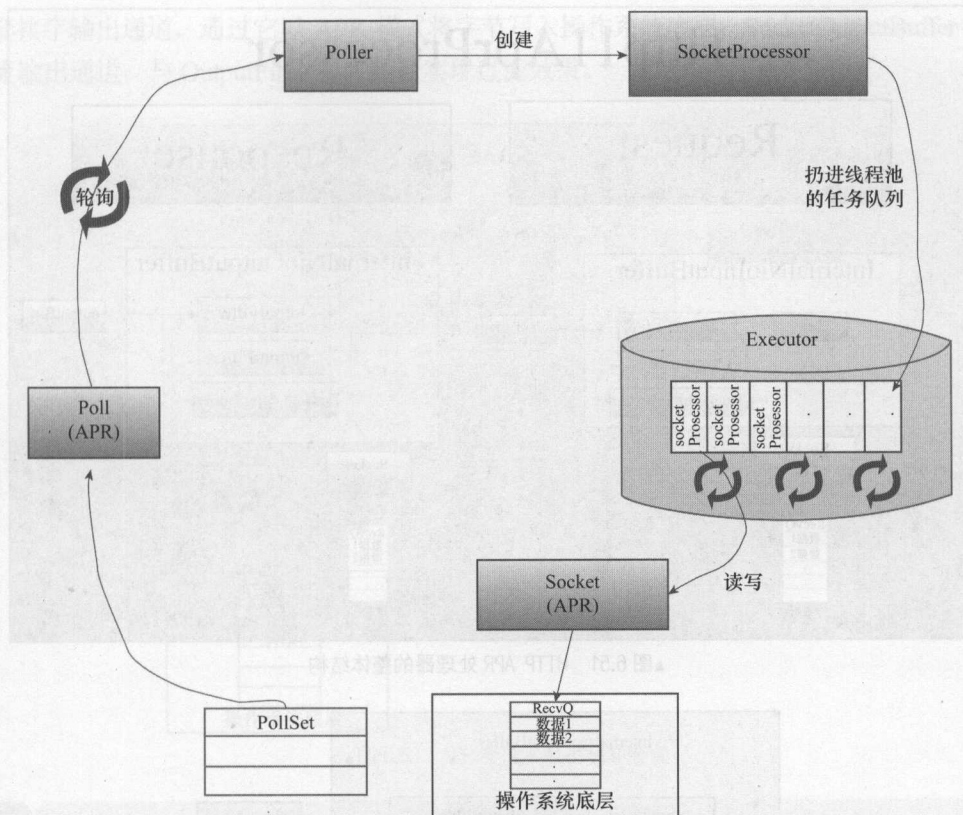 Poller
创建
SocketProcessor
轮询
扔进线程池
的任务队列
Executor
socket
Prosessor
socket
Prosessor
socket
Prosessor
Poll
(APR)
Socket
(APR)
读写
PollSet
RecvQ
数据1
数据2
操作系统底层